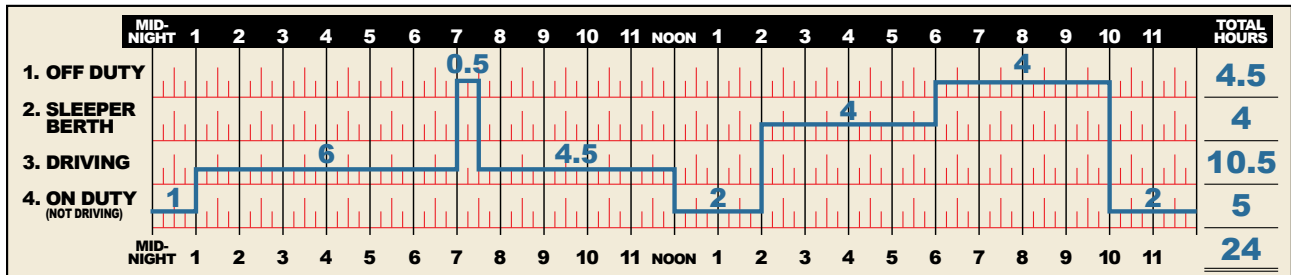 MID-NIGHT 1 2 3 4 5 6 7 8 9 10 11 NOON 1 2 3 4 5 6 7 8 9 10 11 TOTAL HOURS
1. OFF DUTY 0.5 4 4.5
2. SLEEPER BERTH 4 4
3. DRIVING 6 4.5 10.5
4. ON DUTY (NOT DRIVING) 1 2 2 5
MID-NIGHT 1 2 3 4 5 6 7 8 9 10 11 NOON 1 2 3 4 5 6 7 8 9 10 11 24